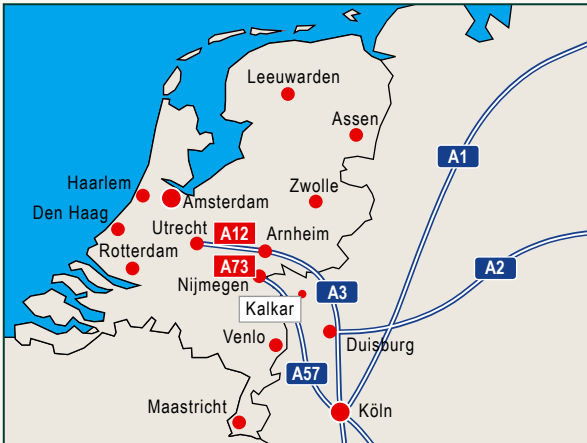 Leeuwarden
Assen
A1
Haarlem
Amsterdam
Zwolle
Den Haag
Utrecht
A12
Arnheim
Rotterdam
A73
A2
Nijmegen
A3
Kalkar
Venlo
Duisburg
A57
Maastricht
Köln